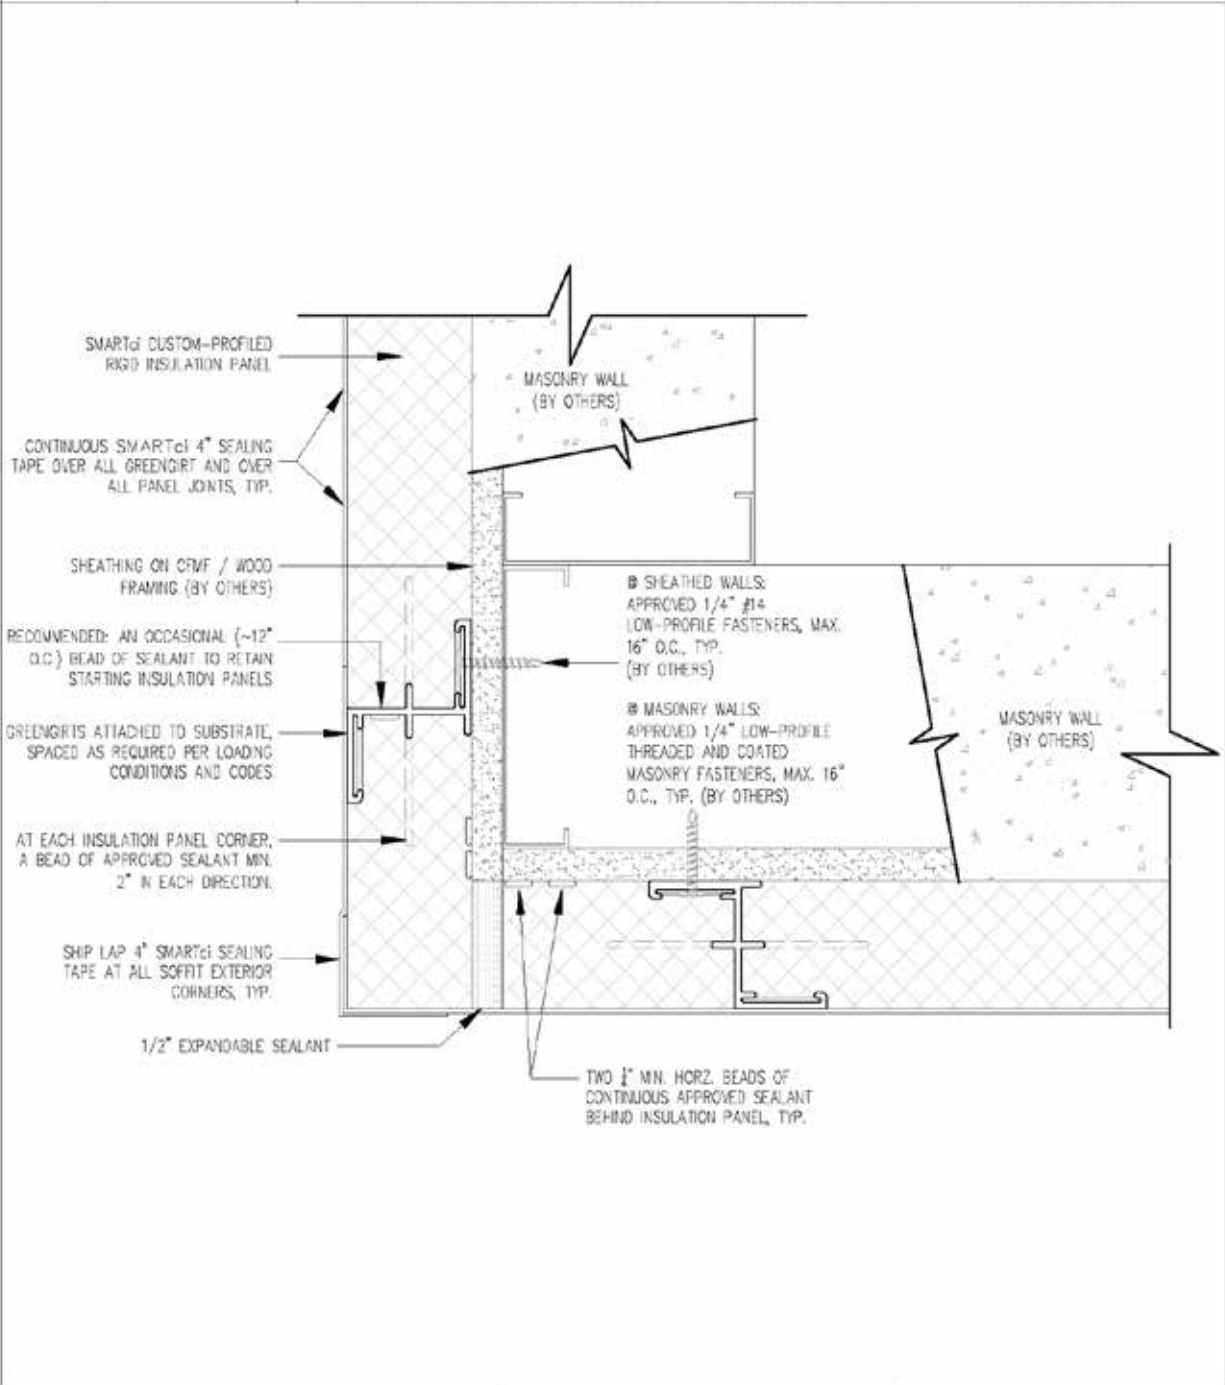 SMARTci CUSTOM-PROFILED
RIGID INSULATION PANEL
MASONRY WALL
(BY OTHERS)
CONTINUOUS SMARTci 4" SEALING
TAPE OVER ALL GREENGIRT AND OVER
ALL PANEL JOINTS, TYP.
SHEATHING ON CFMF / WOOD
FRAMING (BY OTHERS)
@ SHEATHED WALLS:
APPROVED 1/4" #14
LOW-PROFILE FASTENERS, MAX.
16" O.C., TYP.
(BY OTHERS)
RECOMMENDED: AN OCCASIONAL (~12"
O.C.) BEAD OF SEALANT TO RETAIN
STARTING INSULATION PANELS
@ MASONRY WALLS:
APPROVED 1/4" LOW-PROFILE
THREADED AND COATED
MASONRY FASTENERS, MAX. 16"
O.C., TYP. (BY OTHERS)
MASONRY WALL
(BY OTHERS)
GREENGIRTS ATTACHED TO SUBSTRATE,
SPACED AS REQUIRED PER LOADING
CONDITIONS AND CODES
AT EACH INSULATION PANEL CORNER,
A BEAD OF APPROVED SEALANT MIN.
2" IN EACH DIRECTION.
SHIP LAP 4" SMARTci SEALING
TAPE AT ALL SOFFIT EXTERIOR
CORNERS, TYP.
1/2" EXPANDABLE SEALANT
TWO MIN. HORZ. BEADS OF
CONTINUOUS APPROVED SEALANT
BEHIND INSULATION PANEL, TYP.